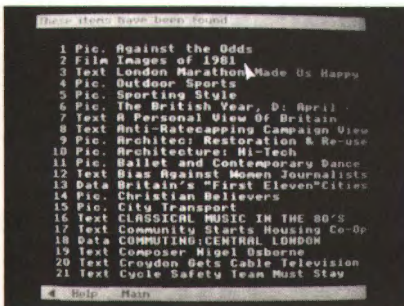 These items have been found
1 Pic. Against the Odds
2 Film Images of 1981
3 Text London Marathon Made Us Happy
4 Pic. Outdoor Sports
5 Pic. Sporting Style
6 Pic. The British Year, D: April -
7 Text A Personal View Of Britain
8 Text Anti-Ratecapping Campaign View
9 Pic. Architec: Restoration & Re-use
10 Pic. Architecture: Hi-Tech
11 Pic. Ballet and Contemporary Dance
12 Text Bias Against Women Journalists
13 Data Britain's "First Eleven"Cities
14 Pic. Christian Believers
15 Pic. City Transport
16 Text CLASSICAL MUSIC IN THE 80'S
17 Text Community Starts Housing Co-Op
18 Data COMMUTING:CENTRAL LONDON
19 Text Composer Nigel Osborne
20 Text Croydon Gets Cable Television
21 Text Cycle Safety Team Must Stay
Help Main